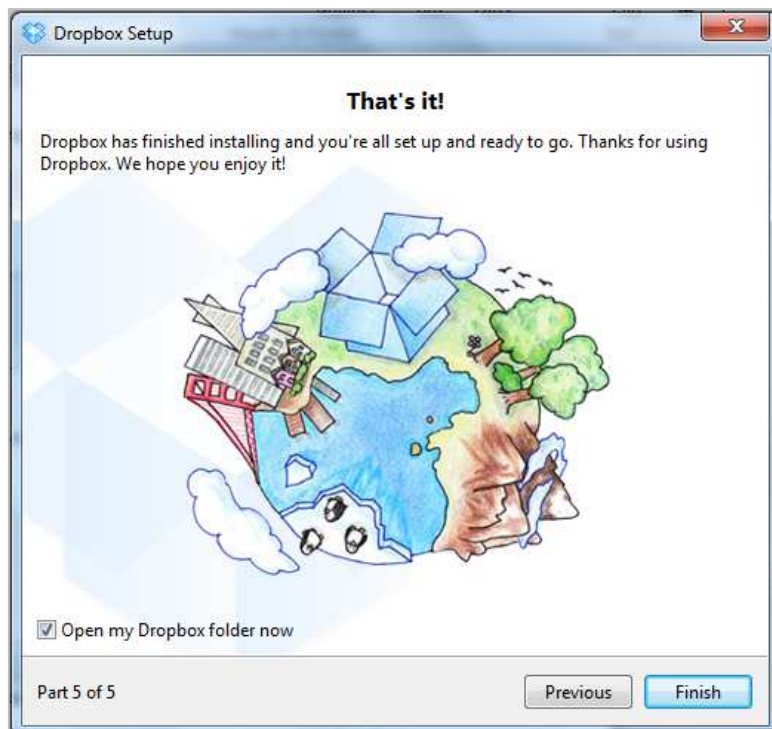 Dropbox Setup
That's it!
Dropbox has finished installing and you're all set up and ready to go. Thanks for using
Dropbox. We hope you enjoy it!
Open my Dropbox folder now
Part 5 of 5
Previous
Finish